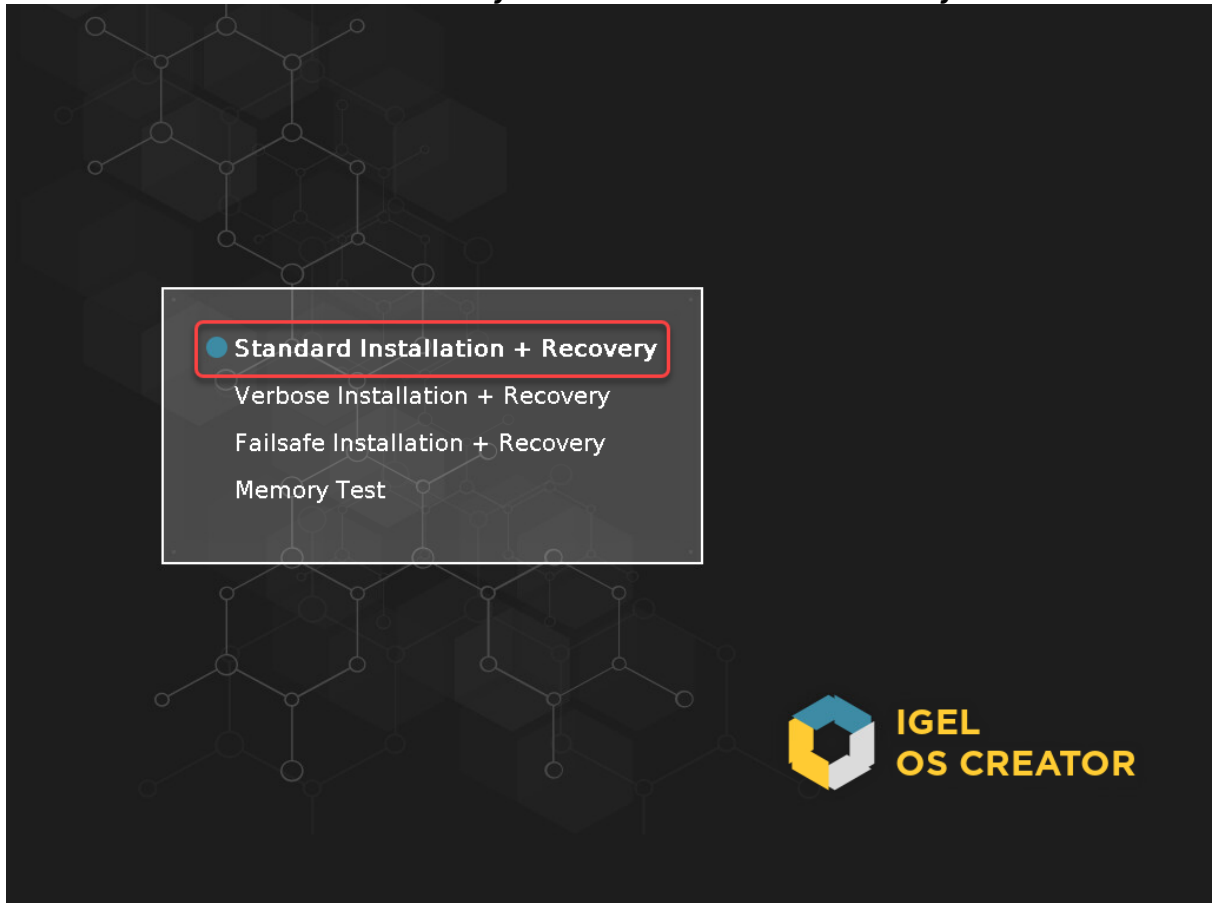 Standard Installation + Recovery
Verbose Installation + Recovery
Failsafe Installation + Recovery
Memory Test
IGEL
OS CREATOR